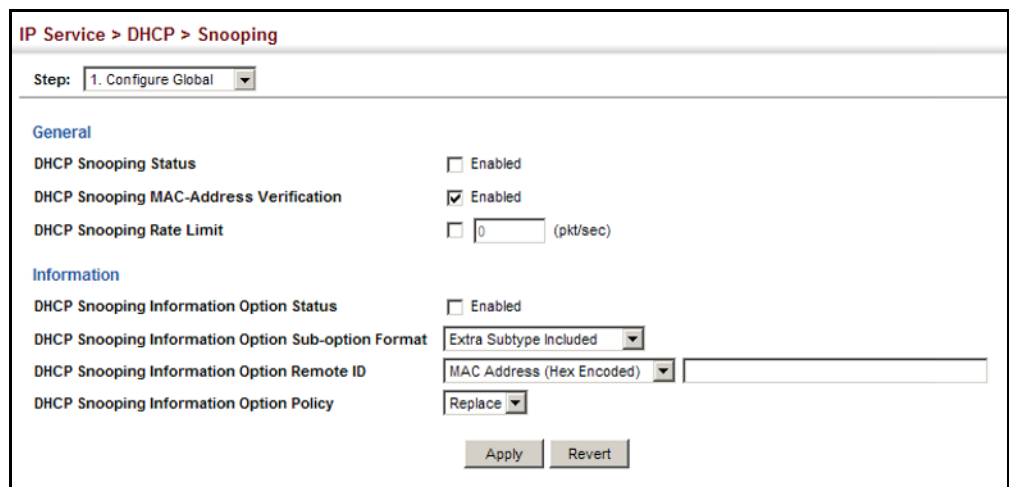 IP Service > DHCP > Snooping
Step: 1. Configure Global
General
DHCP Snooping Status Enabled
DHCP Snooping MAC-Address Verification Enabled
DHCP Snooping Rate Limit 0 (pkt/sec)
Information
DHCP Snooping Information Option Status Enabled
DHCP Snooping Information Option Sub-option Format Extra Subtype Included
DHCP Snooping Information Option Remote ID MAC Address (Hex Encoded)
DHCP Snooping Information Option Policy Replace
Apply Revert